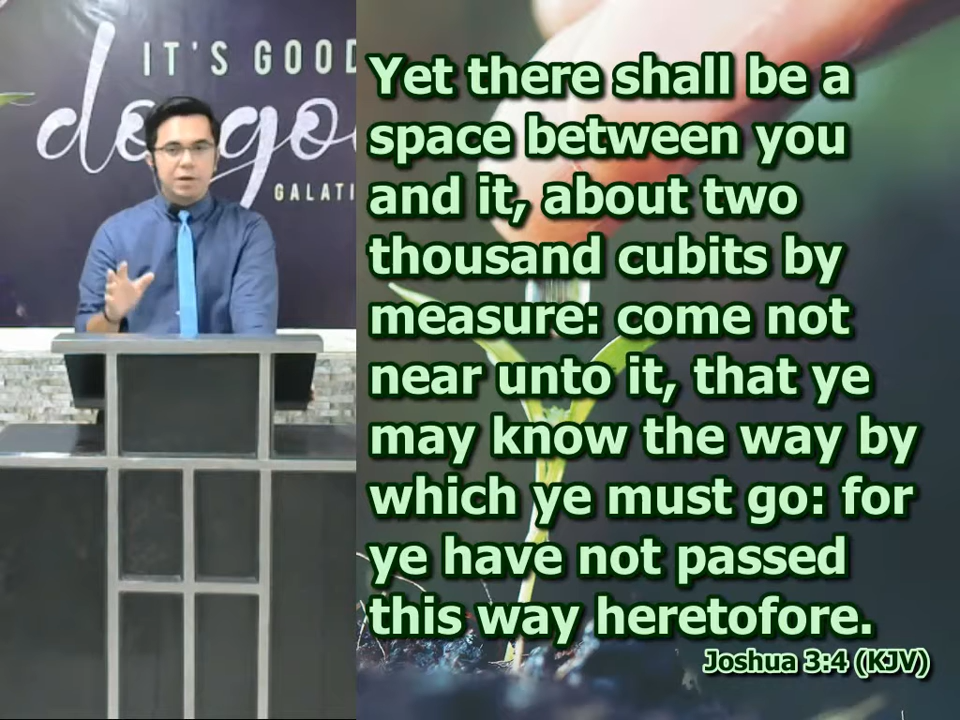 IT'S GOOD
do go
GALATI
Yet there shall be a
space between you
and it, about two
thousand cubits by
measure: come not
near unto it, that ye
may know the way by
which ye must go: for
ye have not passed
this way heretofore.
Joshua 3:4 (KJV)